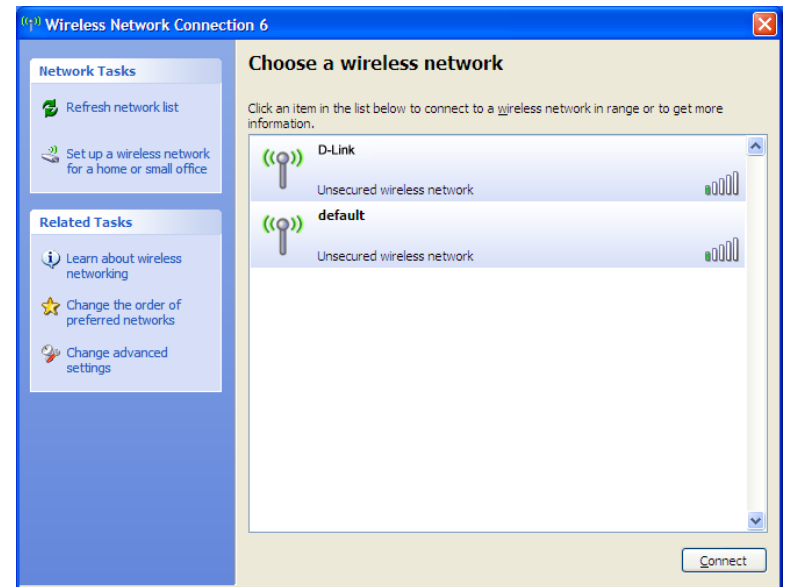 Wireless Network Connection 6
Network Tasks
Refresh network list
Set up a wireless network
for a home or small office
Related Tasks
Learn about wireless
networking
Change the order of
preferred networks
Change advanced
settings
Choose a wireless network
Click an item in the list below to connect to a wireless network in range or to get more
information.
D-Link
Unsecured wireless network
default
Unsecured wireless network
Connect